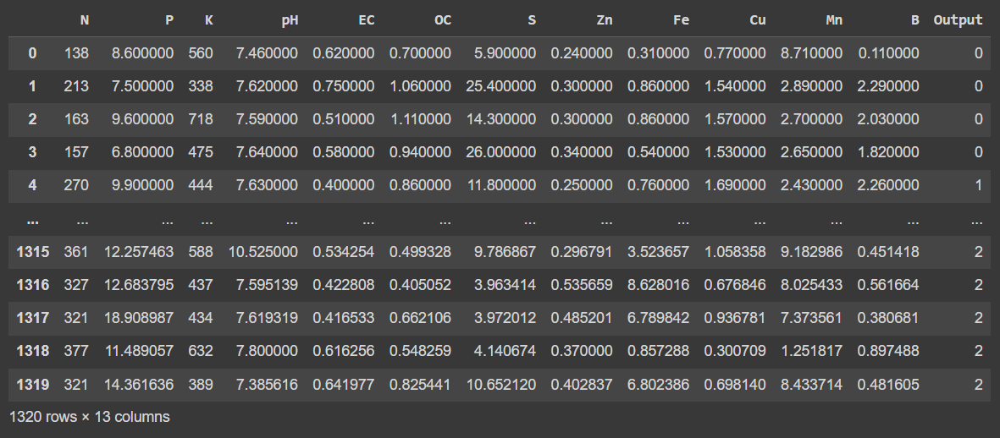 N P K pH EC OC S Zn Fe Cu Mn B Output
0 138 8.600000 560 7.460000 0.620000 0.700000 5.900000 0.240000 0.310000 0.770000 8.710000 0.110000 0
1 213 7.500000 338 7.620000 0.750000 1.060000 25.400000 0.300000 0.860000 1.540000 2.890000 2.290000 0
2 163 9.600000 718 7.590000 0.510000 1.110000 14.300000 0.300000 0.860000 1.570000 2.700000 2.030000 0
3 157 6.800000 475 7.640000 0.580000 0.940000 26.000000 0.340000 0.540000 1.530000 2.650000 1.820000 0
4 270 9.900000 444 7.630000 0.400000 0.860000 11.800000 0.250000 0.760000 1.690000 2.430000 2.260000 1
... ... ... ... ... ... ... ... ... ... ... ... ... ...
1315 361 12.257463 588 10.525000 0.534254 0.499328 9.786867 0.296791 3.523657 1.058358 9.182986 0.451418 2
1316 327 12.683795 437 7.595139 0.422808 0.405052 3.963414 0.535659 8.628016 0.676846 8.025433 0.561664 2
1317 321 18.908987 434 7.619319 0.416533 0.662106 3.972012 0.485201 6.789842 0.936781 7.373561 0.380681 2
1318 377 11.489057 632 7.800000 0.616256 0.548259 4.140674 0.370000 0.857288 0.300709 1.251817 0.897488 2
1319 321 14.361636 389 7.385616 0.641977 0.825441 10.652120 0.402837 6.802386 0.698140 8.433714 0.481605 2
1320 rows × 13 columns